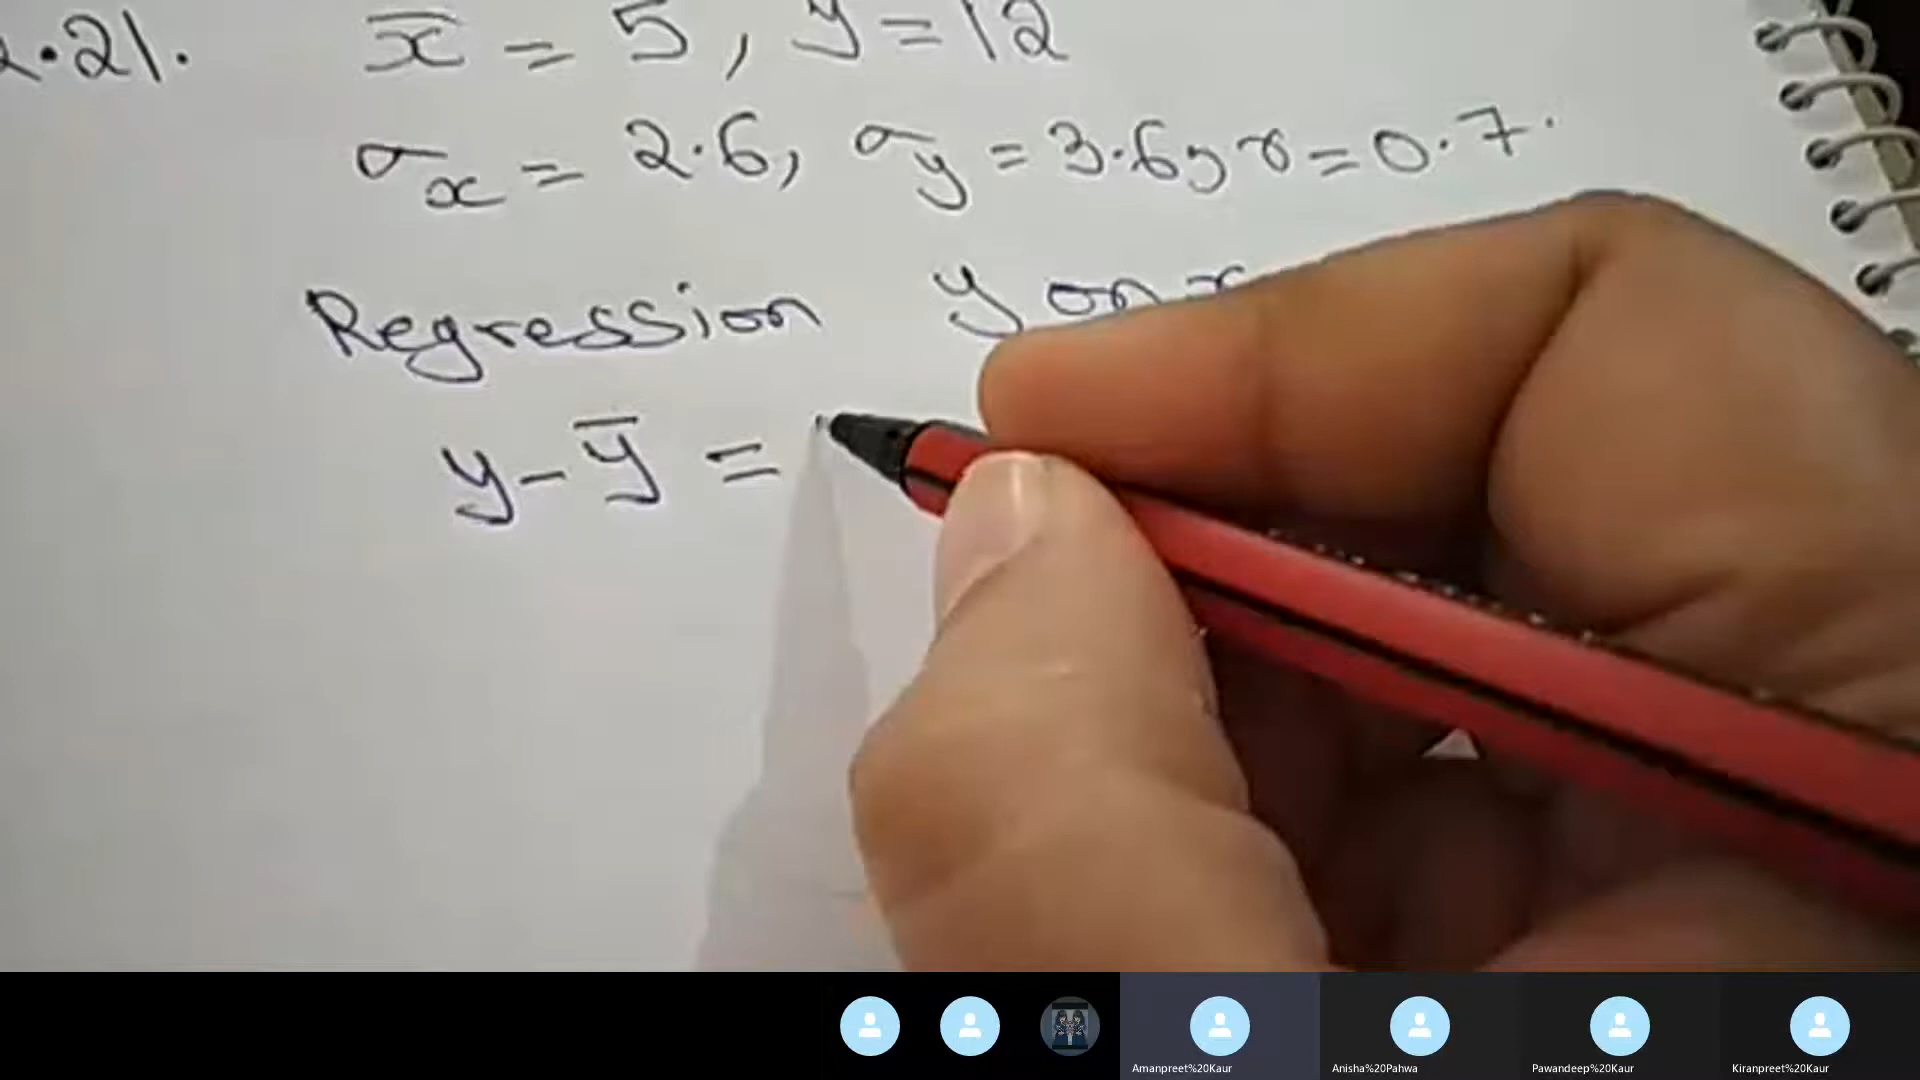 2.21. x̄ = 5, ȳ = 12
σx = 2.6, σy = 3.6, r = 0.7.
Regression y on x
y - ȳ =
Amanpreet%20Kaur Anisha%20Pahwa Pawandeep%20Kaur Kiranpreet%20Kaur